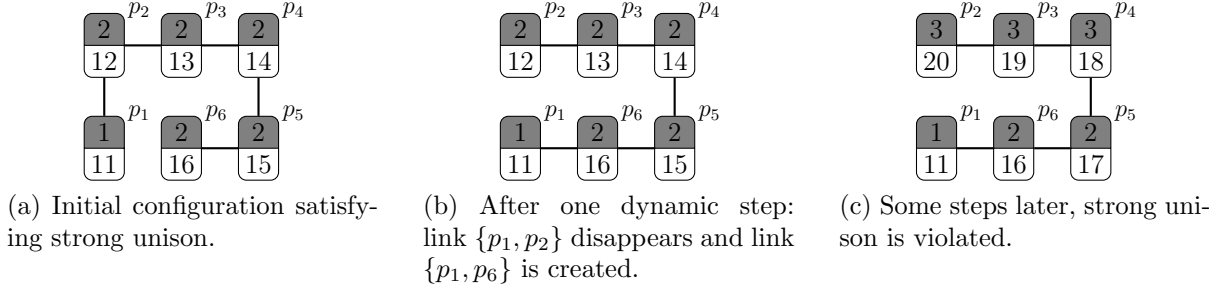 p2 p3 p4
2 2 2
12 13 14
p1 p6 p5
1 2 2
11 16 15
(a) Initial configuration satisfy-
ing strong unison.
p2 p3 p4
2 2 2
12 13 14
p1 p6 p5
1 2 2
11 16 15
(b) After one dynamic step:
link {p1, p2} disappears and link
{p1, p6} is created.
p2 p3 p4
3 3 3
20 19 18
p1 p6 p5
1 2 2
11 16 17
(c) Some steps later, strong uni-
son is violated.